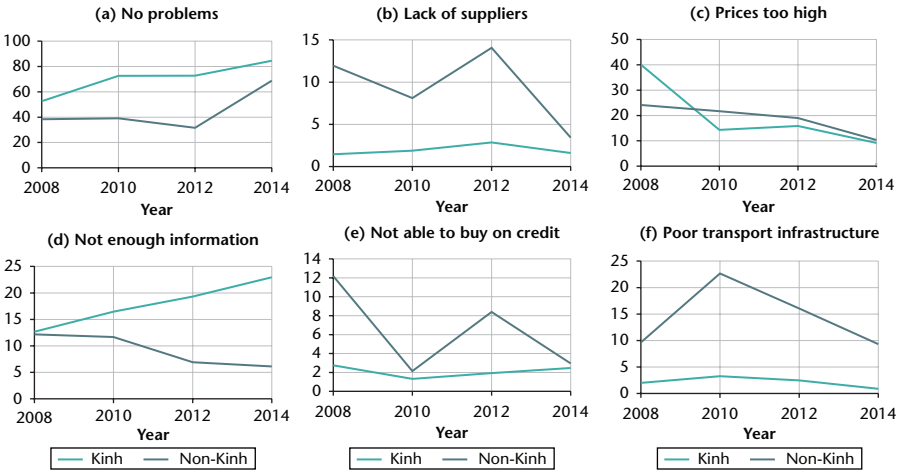 (a) No problems
100
80
60
40
20
0
2008 2010 2012 2014
Year
(b) Lack of suppliers
15
10
5
0
2008 2010 2012 2014
Year
(c) Prices too high
50
40
30
20
10
0
2008 2010 2012 2014
Year
(d) Not enough information
25
20
15
10
5
0
2008 2010 2012 2014
Year
Kinh Non-Kinh
(e) Not able to buy on credit
14
12
10
8
6
4
2
0
2008 2010 2012 2014
Year
Kinh Non-Kinh
(f) Poor transport infrastructure
25
20
15
10
5
0
2008 2010 2012 2014
Year
Kinh Non-Kinh